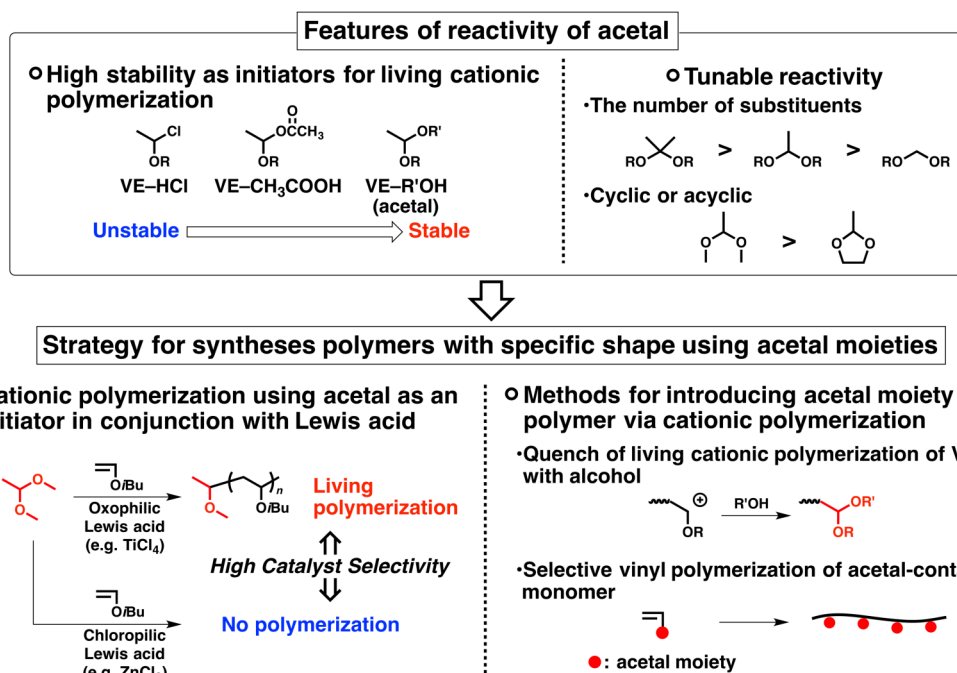 Features of reactivity of acetal
High stability as initiators for living cationic
polymerization
Cl
OR
VE–HCl
O
OCCH3
OR
VE–CH3COOH
OR'
OR
VE–R'OH
(acetal)
Unstable
Stable
Tunable reactivity
·The number of substituents
RO OR > RO OR > RO OR
·Cyclic or acyclic
O O > O O
Strategy for syntheses polymers with specific shape using acetal moieties
ationic polymerization using acetal as an
itiator in conjunction with Lewis acid
O
O
OiBu
Oxophilic
Lewis acid
(e.g. TiCl4)
O
OiBu
n
Living
polymerization
High Catalyst Selectivity
OiBu
Chloropilic
Lewis acid
No polymerization
Methods for introducing acetal moiety
polymer via cationic polymerization
·Quench of living cationic polymerization of V
with alcohol
+
OR
R'OH
OR'
OR
·Selective vinyl polymerization of acetal-cont
monomer
: acetal moiety